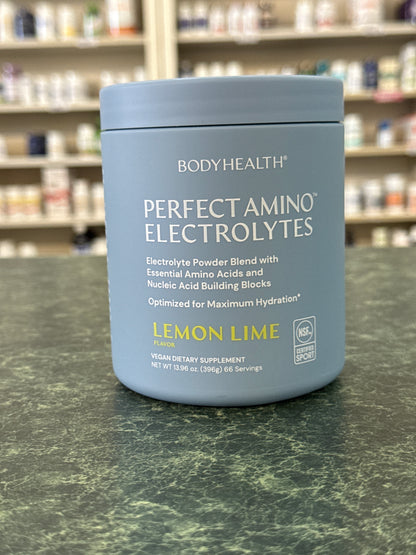 BODYHEALTH®
PERFECT AMINO™
ELECTROLYTES
Electrolyte Powder Blend with
Essential Amino Acids and
Nucleic Acid Building Blocks
Optimized for Maximum Hydration*
LEMON LIME
FLAVOR
VEGAN DIETARY SUPPLEMENT
NET WT 13.96 oz. (396g) 66 Servings
NSF
CERTIFIED
SPORT